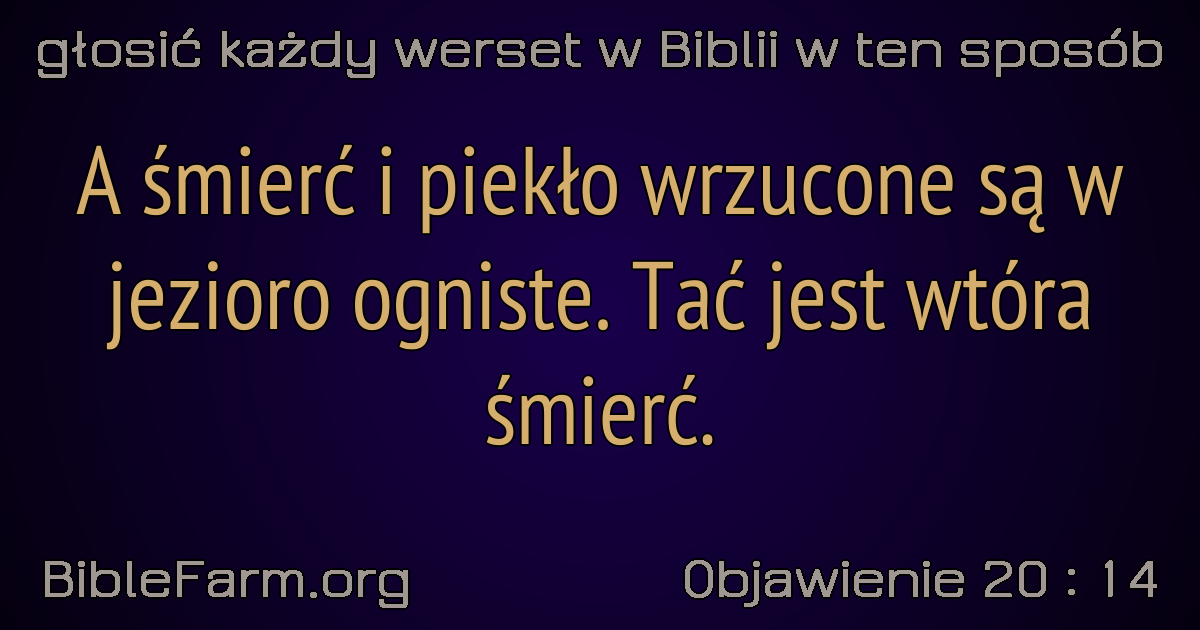 głosić każdy werset w Biblii w ten sposób
A śmierć i piekło wrzucone są w
jezioro ogniste. Tać jest wtóra
śmierć.
BibleFarm.org
Objawienie 20 : 14